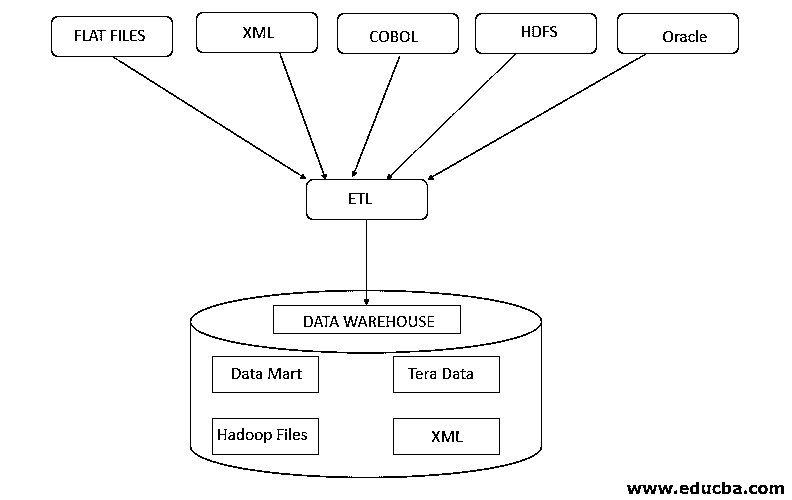 FLAT FILES
XML
COBOL
HDFS
Oracle
ETL
DATA WAREHOUSE
Data Mart
Tera Data
Hadoop Files
XML
www.educba.com